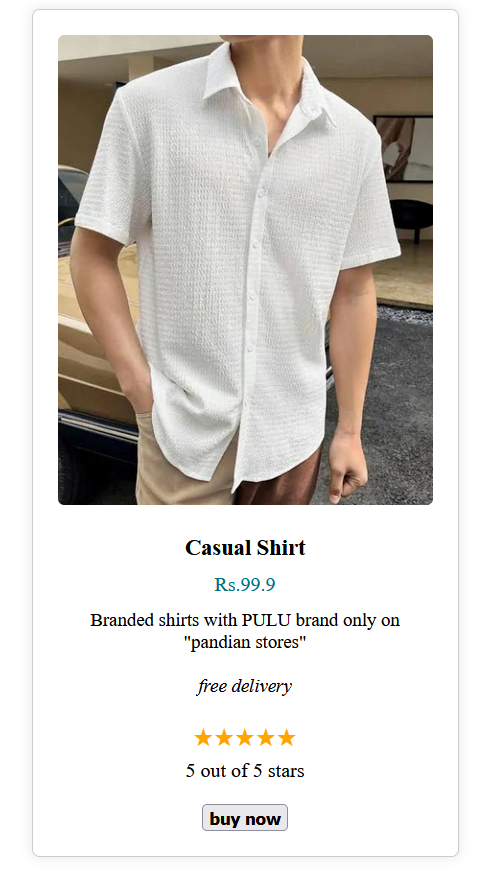 Casual Shirt
Rs.99.9
Branded shirts with PULU brand only on
"pandian stores"
free delivery
★★★★★
5 out of 5 stars
buy now